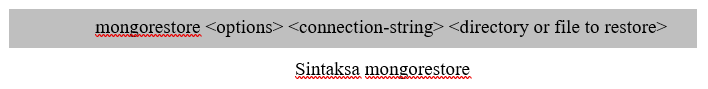 mongorestore <options> <connection-string> <directory or file to restore>
Sintaksa mongorestore